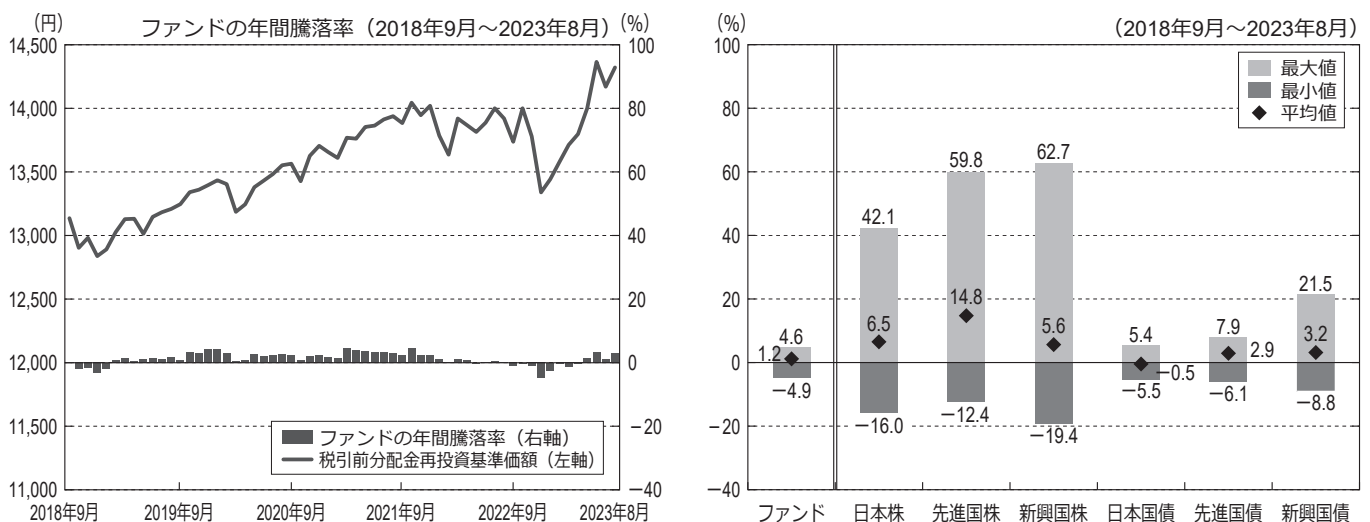 ファンドの年間騰落率（2018年9月～2023年8月）
（円）
（%）
14,500
14,000
13,500
13,000
12,500
12,000
11,500
11,000
100
80
60
40
20
0
－20
－40
ファンドの年間騰落率（右軸）
税引前分配金再投資基準価額（左軸）
2018年9月 2019年9月 2020年9月 2021年9月 2022年9月 2023年8月
（%）
（2018年9月～2023年8月）
100
80
60
40
20
0
－20
－40
最大値
最小値
平均値
4.6 42.1 59.8 62.7 5.4 7.9 21.5
1.2 6.5 14.8 5.6 －0.5 2.9 3.2
－4.9 －16.0 －12.4 －19.4 －5.5 －6.1 －8.8
ファンド 日本株 先進国株 新興国株 日本国債 先進国債 新興国債